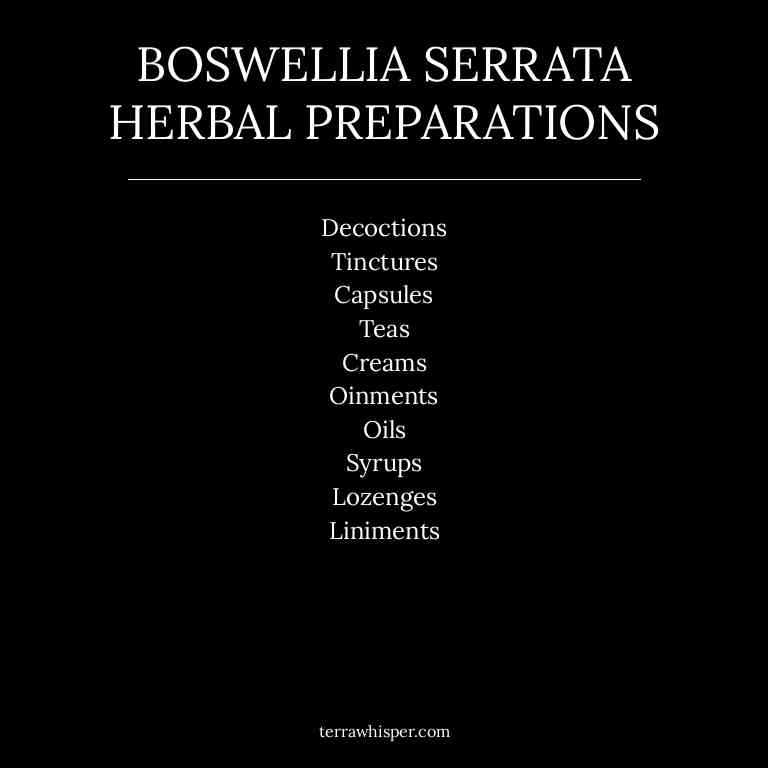 BOSWELLIA SERRATA
HERBAL PREPARATIONS
Decoctions
Tinctures
Capsules
Teas
Creams
Oinments
Oils
Syrups
Lozenges
Liniments
terrawhisper.com